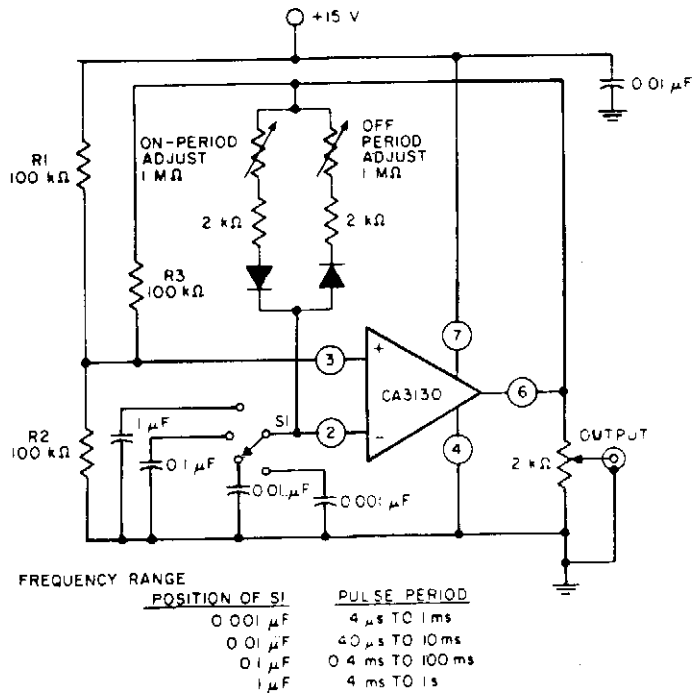 +15 V
0.01 µF
ON-PERIOD
ADJUST
1 MΩ
OFF
PERIOD
ADJUST
1 MΩ
R1
100 kΩ
2 kΩ
2 kΩ
R3
100 kΩ
7
3
+
CA3130
6
S1
2
-
4
1 µF
R2
100 kΩ
0.1 µF
0.01 µF
0.001 µF
2 kΩ
OUTPUT
FREQUENCY RANGE
POSITION OF S1 PULSE PERIOD
0.001 µF 4 µs TO 1 ms
0.01 µF 40 µs TO 10 ms
0.1 µF 0.4 ms TO 100 ms
1 µF 4 ms TO 1 s